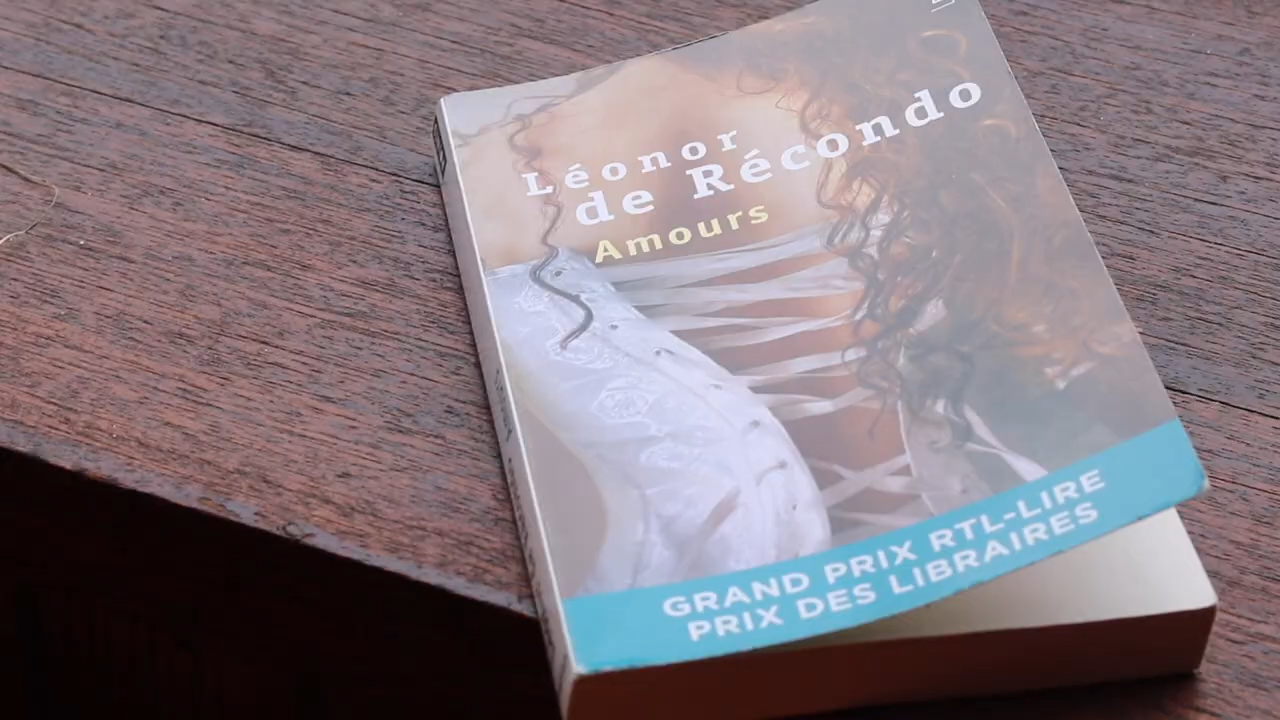 Léonor
de Récondo
Amours
GRAND PRIX RTL-LIRE
PRIX DES LIBRAIRES